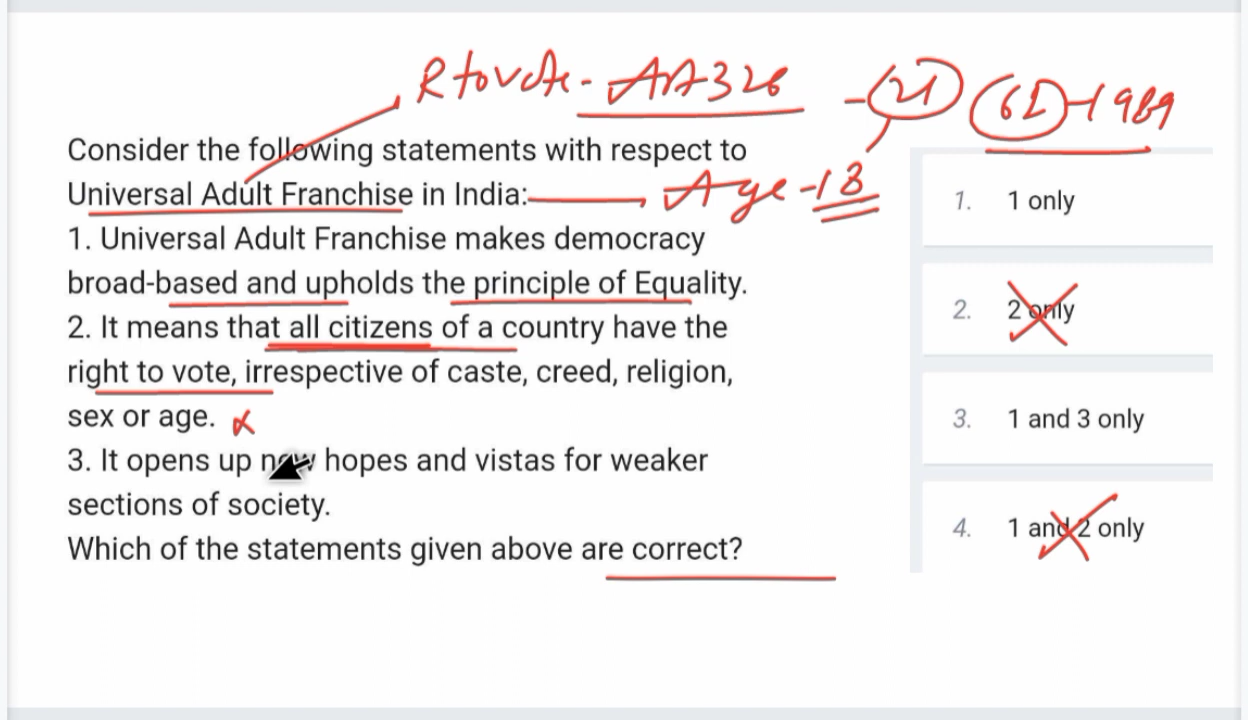 R to vote - AA326 - 21 61 - 1989
Consider the following statements with respect to
Universal Adult Franchise in India: Age - 18
1. Universal Adult Franchise makes democracy
broad-based and upholds the principle of Equality.
2. It means that all citizens of a country have the
right to vote, irrespective of caste, creed, religion,
sex or age. x
3. It opens up new hopes and vistas for weaker
sections of society.
Which of the statements given above are correct?
1. 1 only
2. 2 only
3. 1 and 3 only
4. 1 and 2 only